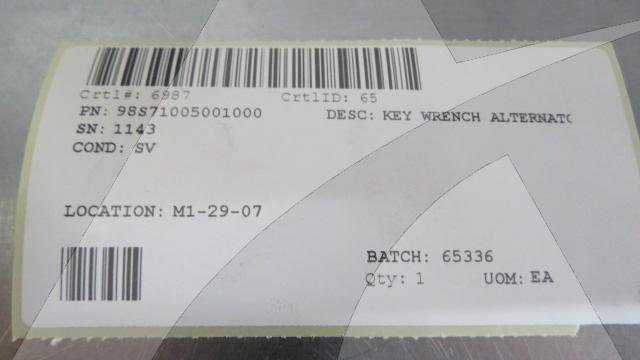 Crtl#: 6987 CrtlID: 65
PN: 98S71005001000 DESC: KEY WRENCH ALTERNATO
SN: 1143
COND: SV
LOCATION: M1-29-07
BATCH: 65336
Qty: 1 UOM: EA